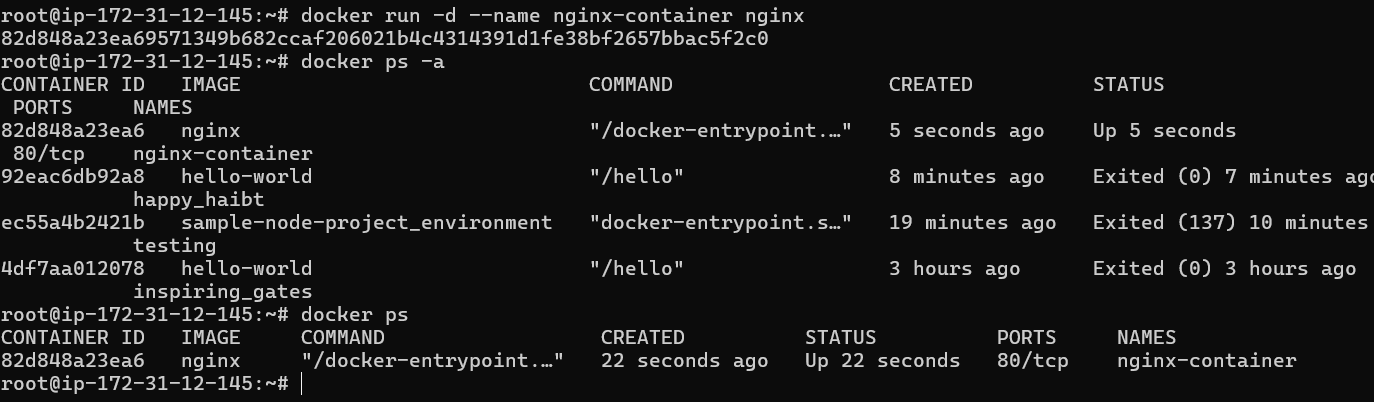 root@ip-172-31-12-145:~# docker run -d --name nginx-container nginx
82d848a23ea69571349b682ccaf206021b4c4314391d1fe38bf2657bbac5f2c0
root@ip-172-31-12-145:~# docker ps -a
CONTAINER ID   IMAGE                             COMMAND                  CREATED          STATUS
 PORTS     NAMES
82d848a23ea6   nginx                             "/docker-entrypoint.…"   5 seconds ago    Up 5 seconds
 80/tcp    nginx-container
92eac6db92a8   hello-world                       "/hello"                 8 minutes ago    Exited (0) 7 minutes ago
           happy_haibt
ec55a4b2421b   sample-node-project_environment   "docker-entrypoint.s…"   19 minutes ago   Exited (137) 10 minutes
           testing
4df7aa012078   hello-world                       "/hello"                 3 hours ago      Exited (0) 3 hours ago
           inspiring_gates
root@ip-172-31-12-145:~# docker ps
CONTAINER ID   IMAGE     COMMAND                  CREATED          STATUS          PORTS     NAMES
82d848a23ea6   nginx     "/docker-entrypoint.…"   22 seconds ago   Up 22 seconds   80/tcp    nginx-container
root@ip-172-31-12-145:~#